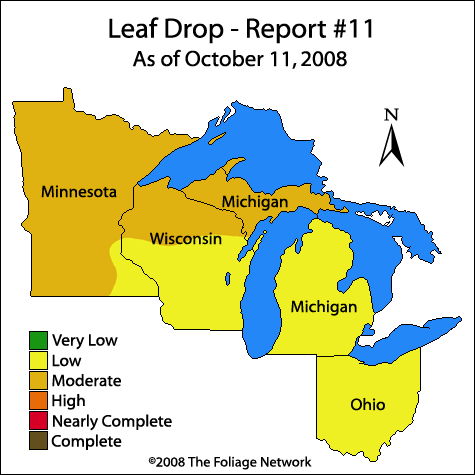 Leaf Drop - Report #11
As of October 11, 2008
N
Minnesota
Michigan
Wisconsin
Michigan
Ohio
Very Low
Low
Moderate
High
Nearly Complete
Complete
©2008 The Foliage Network